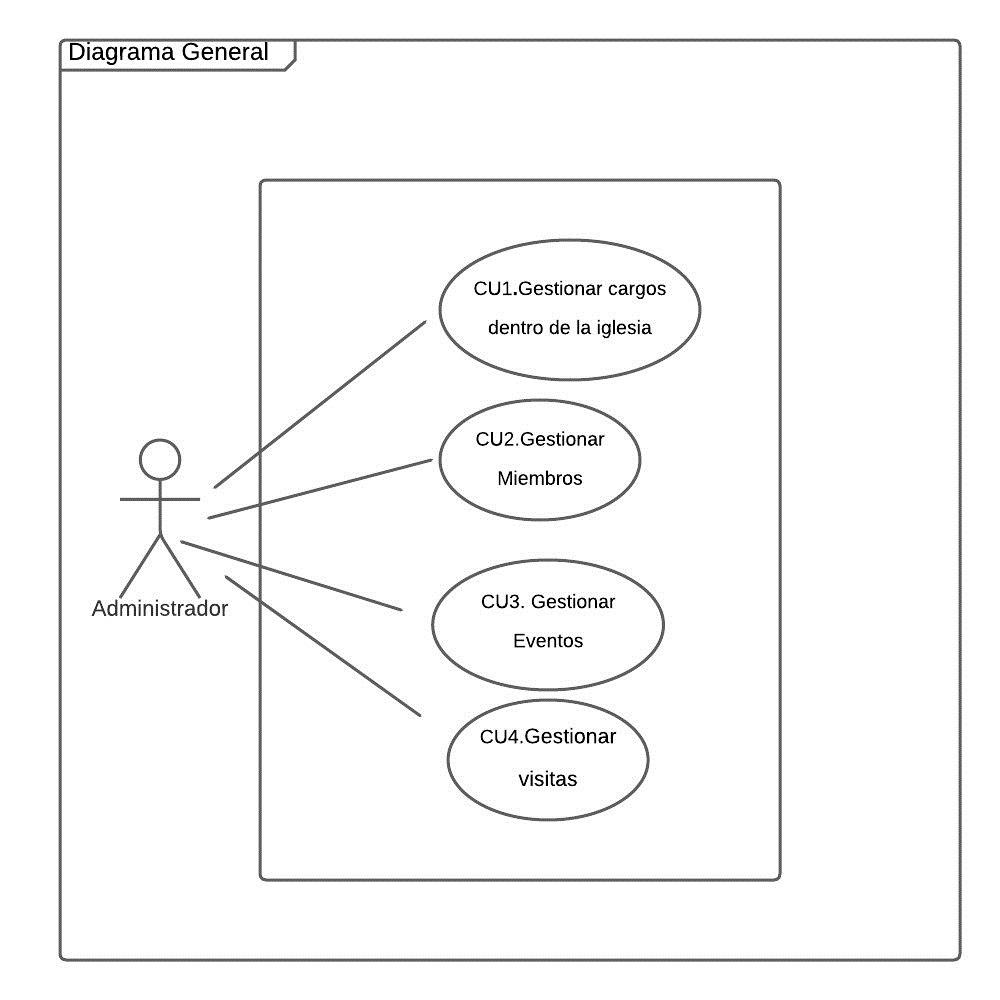 Diagrama General
CU1.Gestionar cargos
dentro de la iglesia
CU2.Gestionar
Miembros
CU3. Gestionar
Eventos
Administrador
CU4.Gestionar
visitas